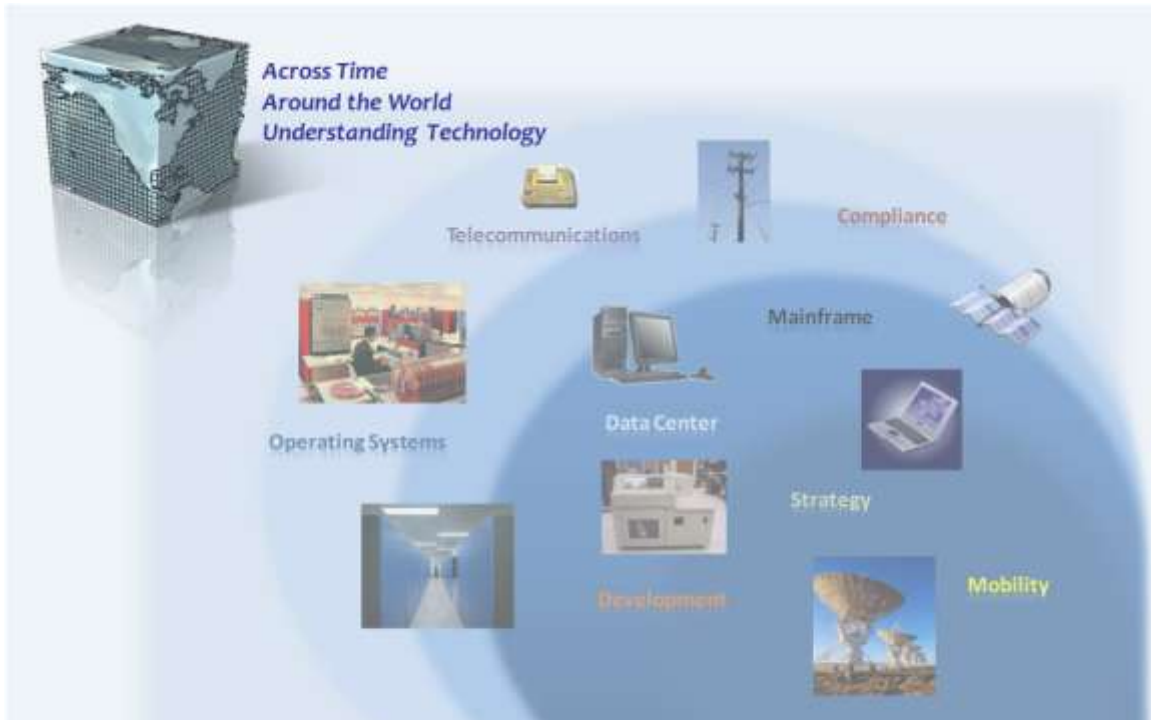 Across Time
Around the World
Understanding Technology
Telecommunications
Compliance
Mainframe
Operating Systems
Data Center
Strategy
Development
Mobility